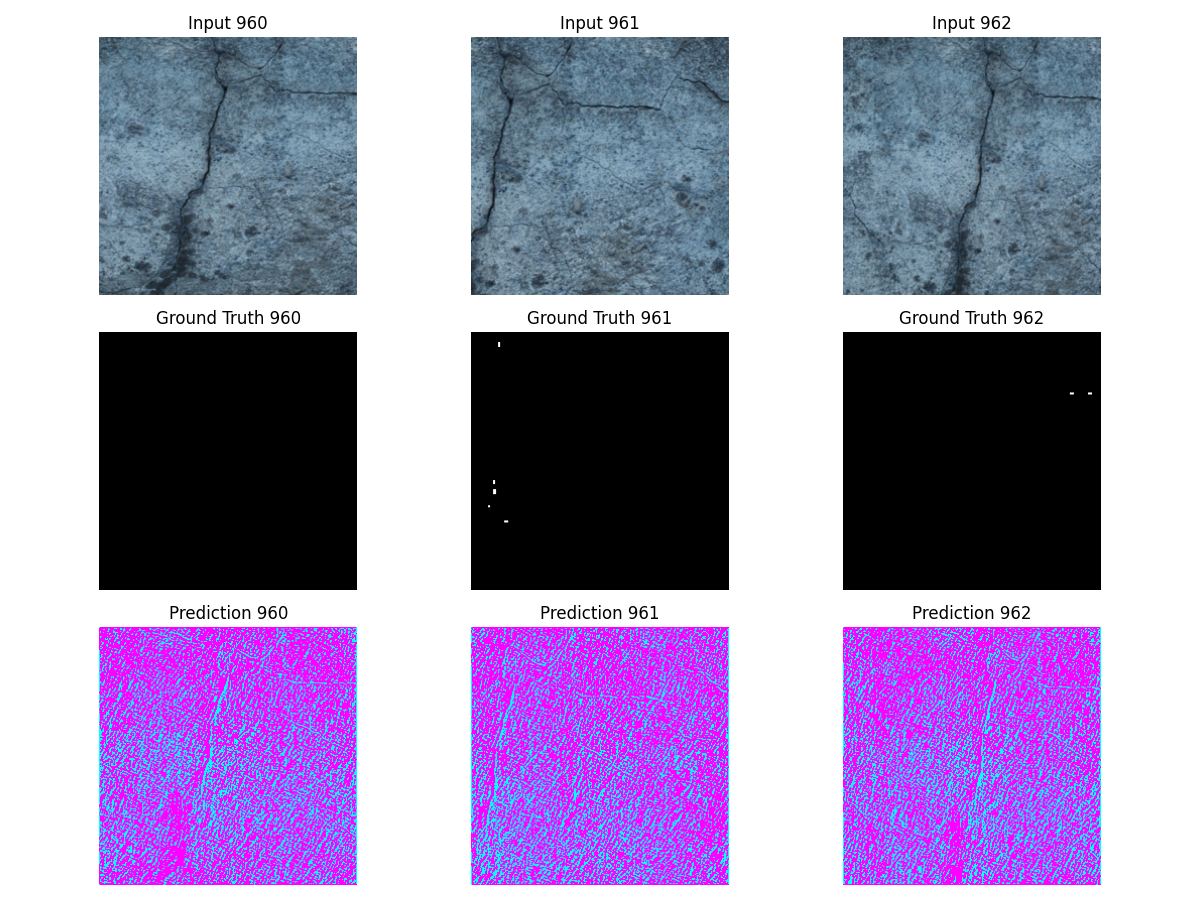 Input 960
Input 961
Input 962
Ground Truth 960
Ground Truth 961
Ground Truth 962
Prediction 960
Prediction 961
Prediction 962